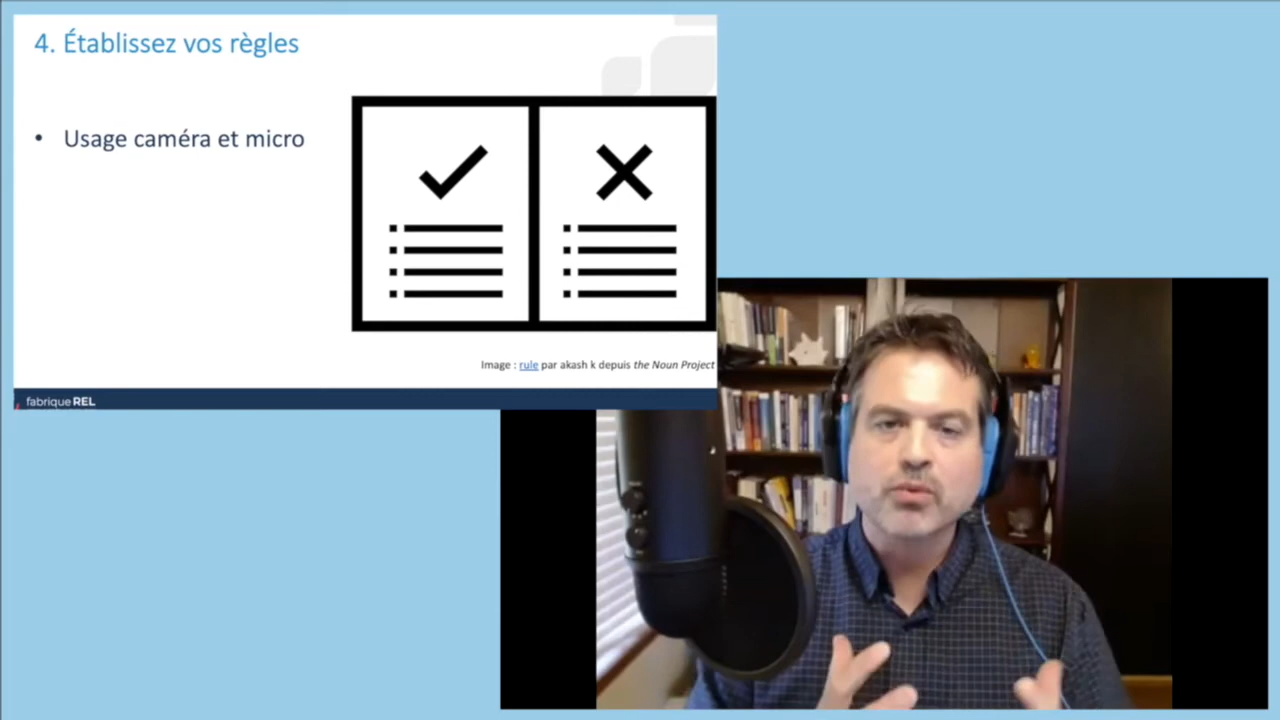 4. Établissez vos règles
• Usage caméra et micro
Image : rule par akash k depuis the Noun Project
fabrique REL